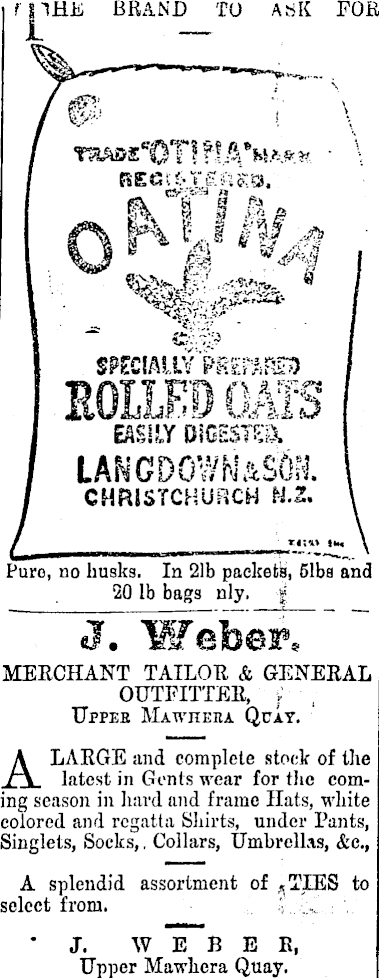 THE BRAND TO ASK FOR
TRADE "OTINA" MARK
REGISTERED.
OATINA
SPECIALLY PREPARED
ROLLED OATS
EASILY DIGESTED.
LANGDOWN & SON.
CHRISTCHURCH N.Z.
Pure, no husks. In 2lb packets, 5lbs and
20 lb bags nly.
J. Weber,
MERCHANT TAILOR & GENERAL
OUTFITTER,
UPPER MAWHERA QUAY.
A LARGE and complete stock of the
latest in Gents wear for the com-
ing season in hard and frame Hats, white
colored and regatta Shirts, under Pants,
Singlets, Socks,. Collars, Umbrellas, &c.,
A splendid assortment of TIES to
select from.
J. WEBER,
Upper Mawhera Quay.